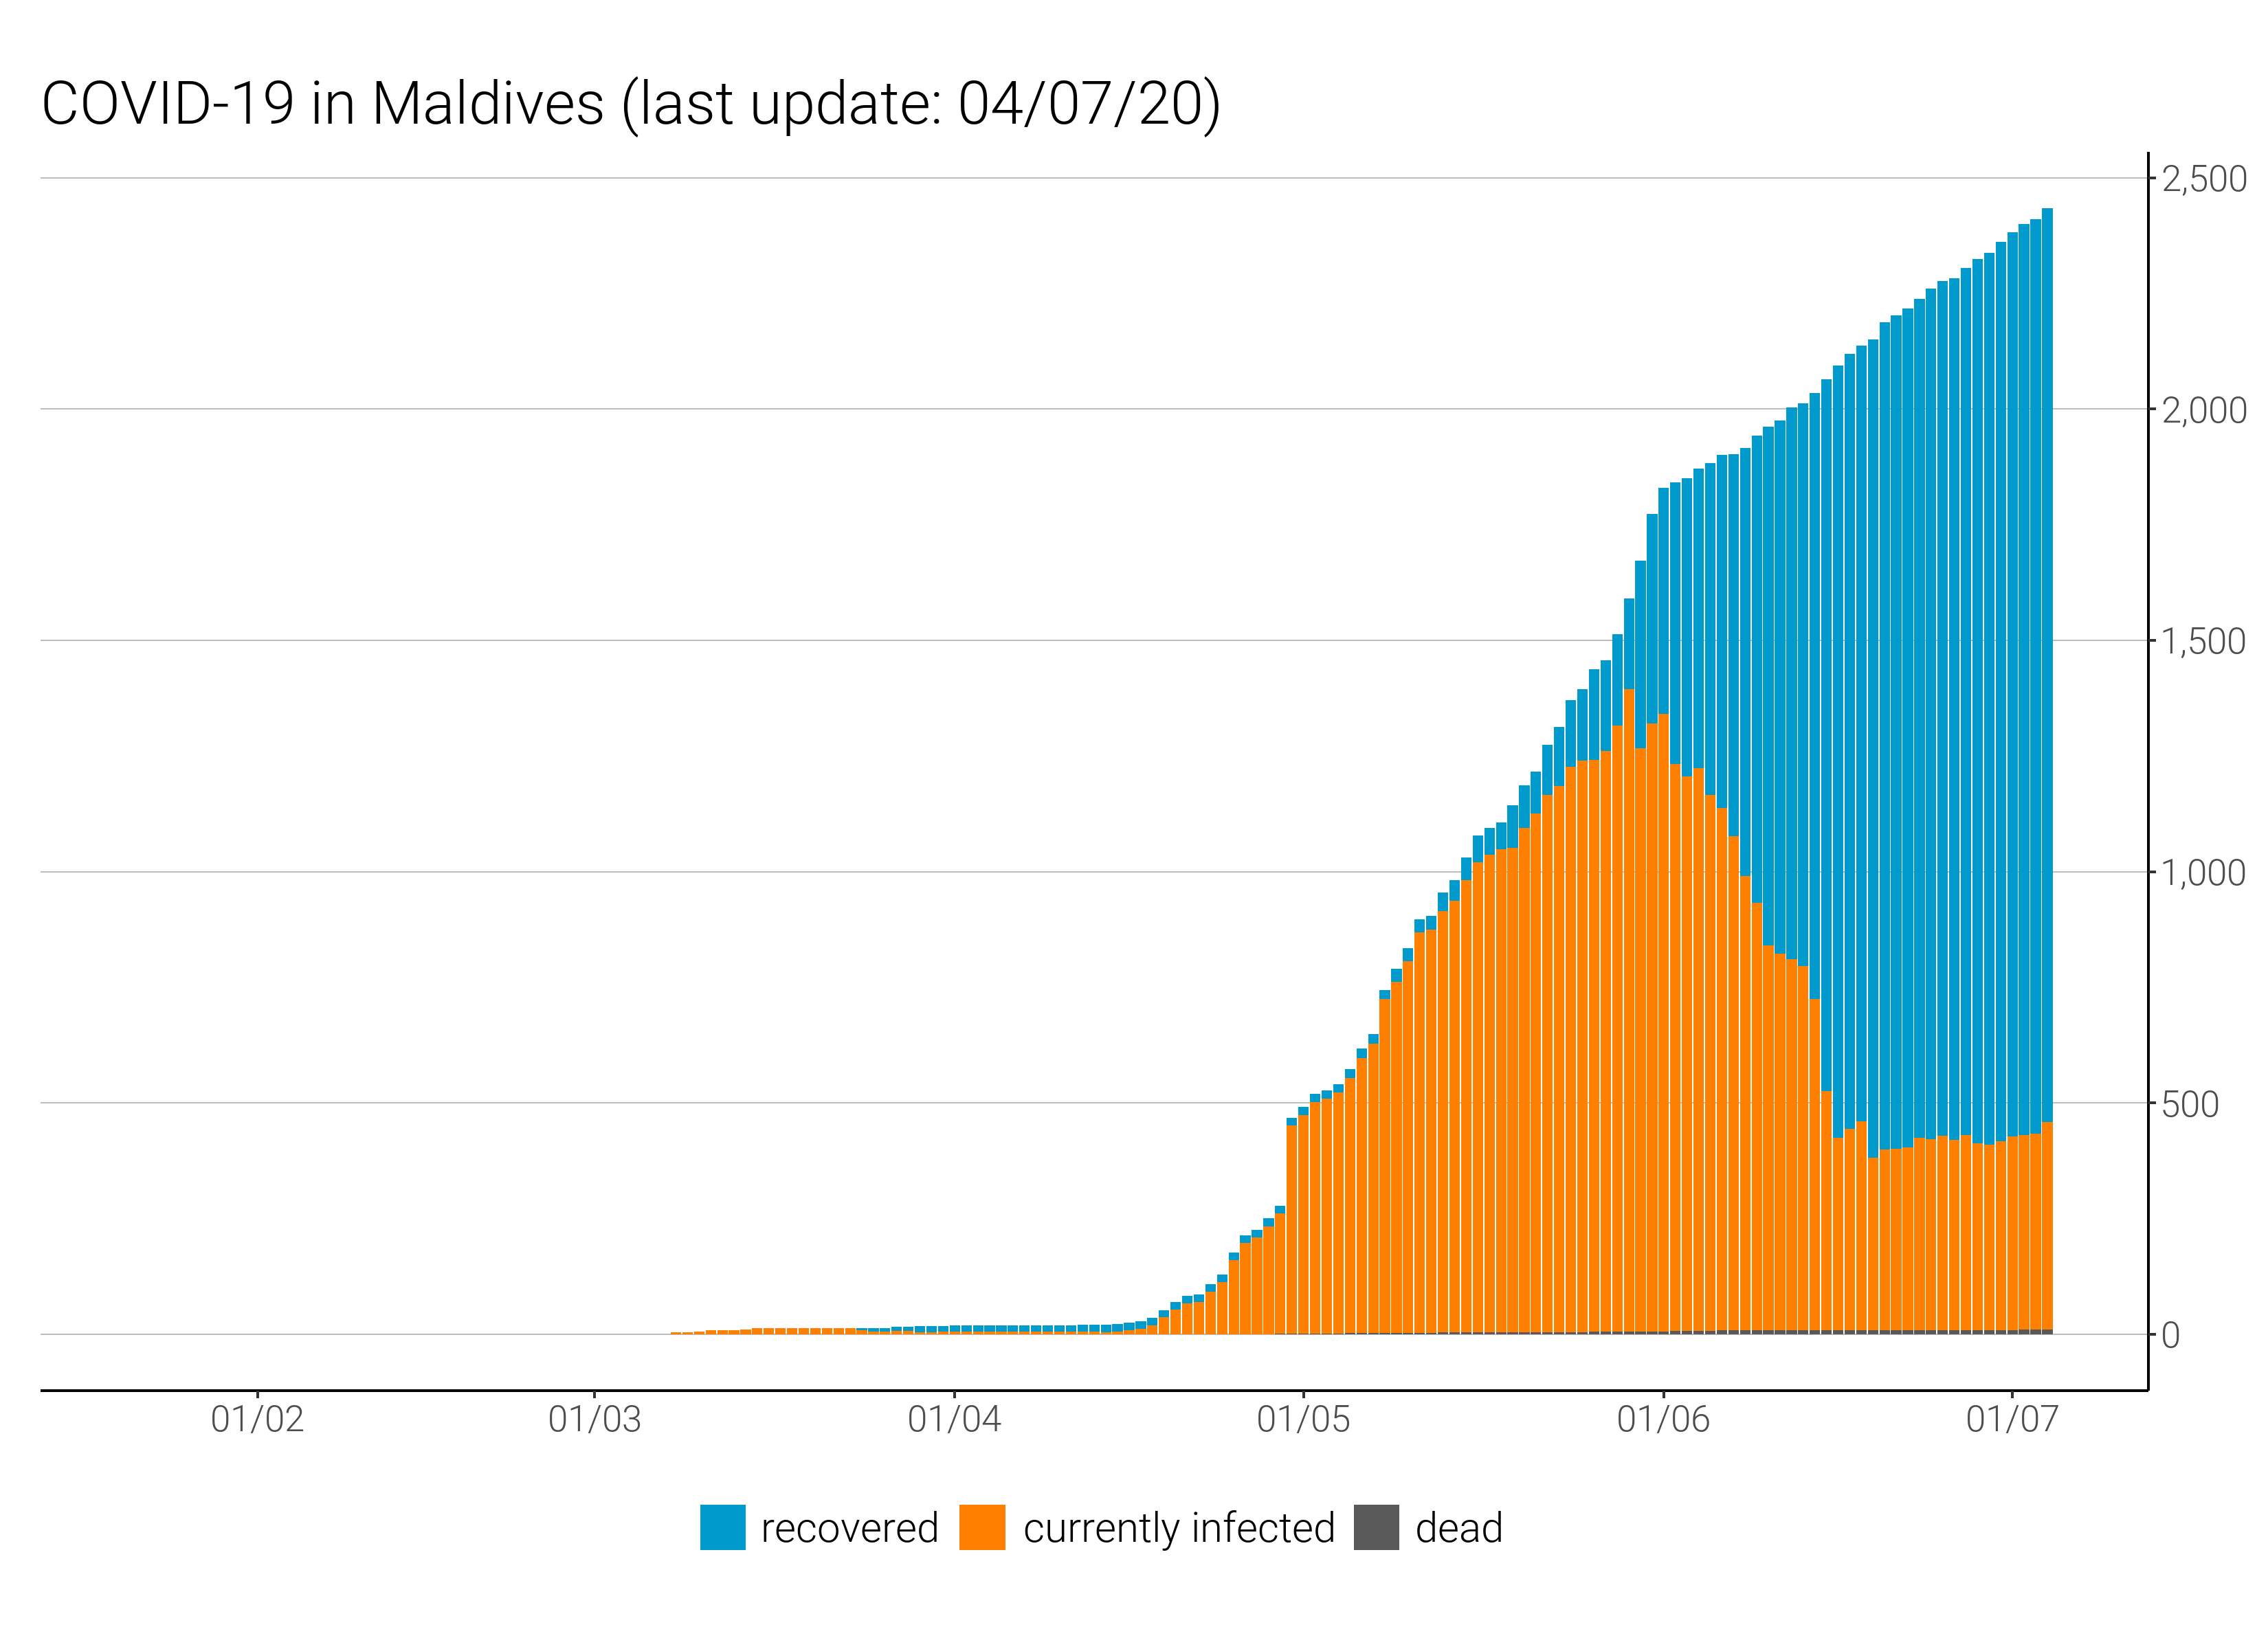 COVID-19 in Maldives (last update: 04/07/20)
2,500
2,000
1,500
1,000
500
0
01/02 01/03 01/04 01/05 01/06 01/07
recovered currently infected dead